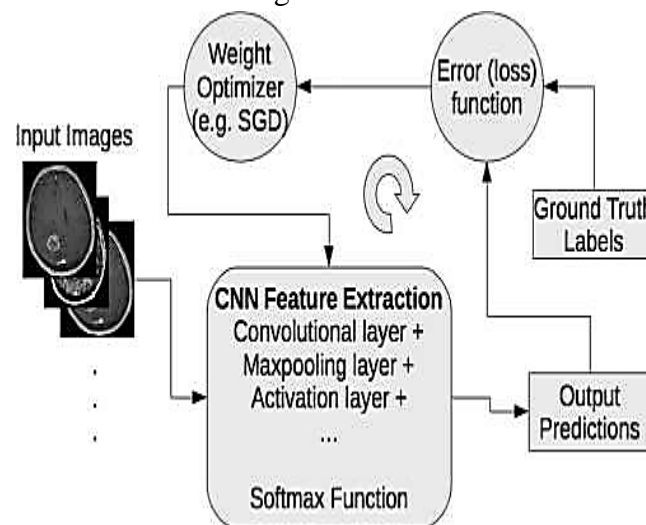 Weight
Optimizer
(e.g. SGD)
Error (loss)
function
Input Images
Ground Truth
Labels
CNN Feature Extraction
Convolutional layer +
Maxpooling layer +
Activation layer +
...
Softmax Function
Output
Predictions